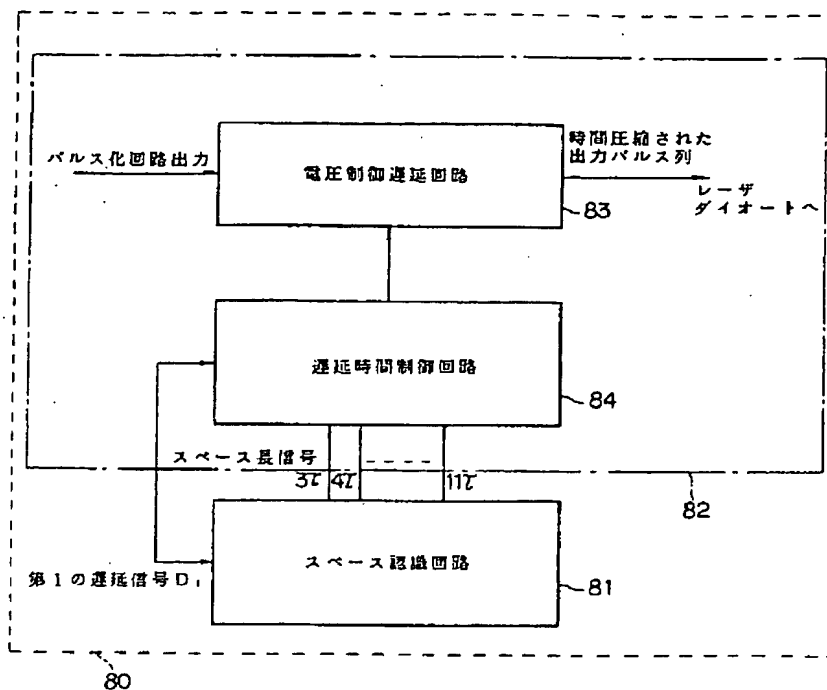 パルス化回路出力
電圧制御遅延回路
時間圧縮された
出力パルス列
レーザ
ダイオートへ
83
遅延時間制御回路
84
スペース長信号
3τ 4τ 11τ
82
スペース認識回路
第1の遅延信号D₁
81
80